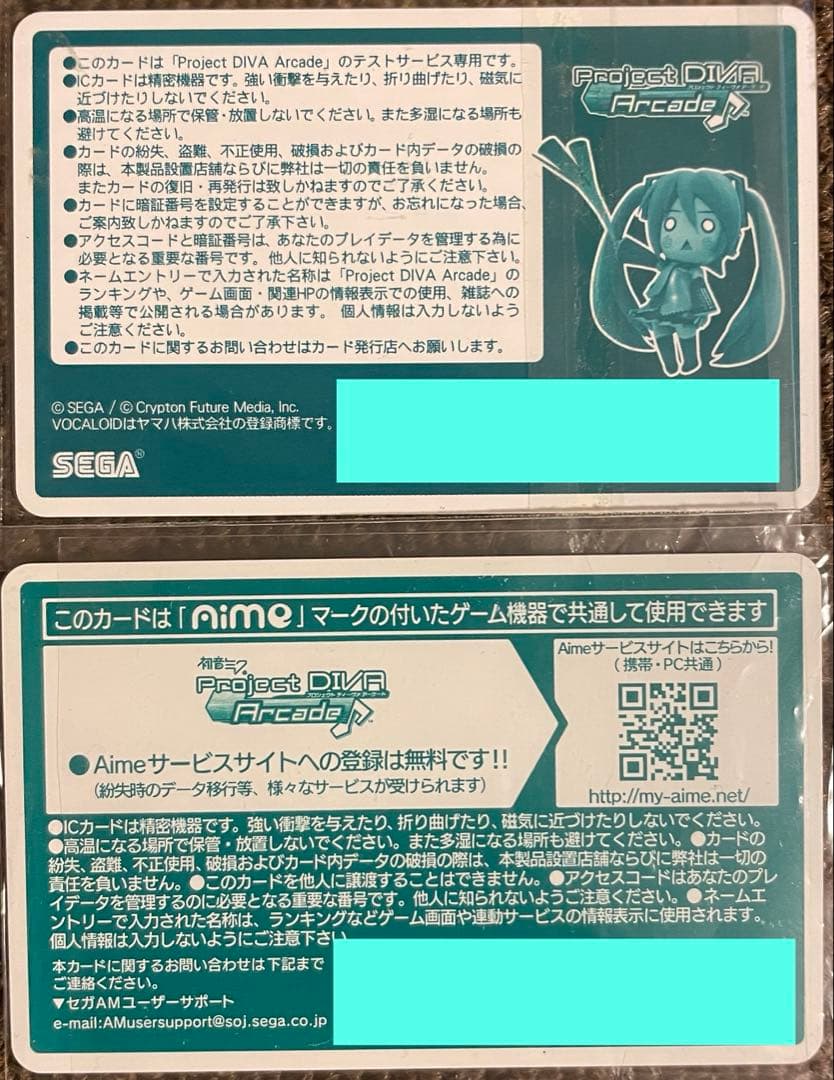 ●このカードは「Project DIVA Arcade」のテストサービス専用です。
●ICカードは精密機器です。強い衝撃を与えたり、折り曲げたり、磁気に
近づけたりしないでください。
●高温になる場所で保管・放置しないでください。また多湿になる場所も
避けてください。
●カードの紛失、盗難、不正使用、破損およびカード内データの破損の
際は、本製品設置店舗ならびに弊社は一切の責任を負いません。
またカードの復旧・再発行は致しかねますのでご了承ください。
●カードに暗証番号を設定することができますが、お忘れになった場合、
ご案内致しかねますのでご了承下さい。
●アクセスコードと暗証番号は、あなたのプレイデータを管理する為に
必要となる重要な番号です。他人に知られないようにご注意下さい。
●ネームエントリーで入力された名称は「Project DIVA Arcade」の
ランキングや、ゲーム画面・関連HPの情報表示での使用、雑誌への
掲載等で公開される場合があります。 個人情報は入力しないよう
ご注意ください。
●このカードに関するお問い合わせはカード発行店へお願いします。
Project DIVA
プロジェクト ディーヴァ アーケード
Arcade
© SEGA / © Crypton Future Media, Inc.
VOCALOIDはヤマハ株式会社の登録商標です。
SEGA®
このカードは「Aime」マークの付いたゲーム機器で共通して使用できます
初音ミク
Project DIVA
プロジェクト ディーヴァ アーケード
Arcade™
●Aimeサービスサイトへの登録は無料です!!
(紛失時のデータ移行等、様々なサービスが受けられます)
Aimeサービスサイトはこちらから!
(携帯・PC共通)
http://my-aime.net/
●ICカードは精密機器です。強い衝撃を与えたり、折り曲げたり、磁気に近づけたりしないでください。
●高温になる場所で保管・放置しないでください。また多湿になる場所も避けてください。●カードの
紛失、盗難、不正使用、破損およびカード内データの破損の際は、本製品設置店舗ならびに弊社は一切の
責任を負いません。●このカードを他人に譲渡することはできません。●アクセスコードはあなたのプレ
イデータを管理するのに必要となる重要な番号です。他人に知られないようご注意ください。●ネームエ
ントリーで入力された名称は、ランキングなどゲーム画面や連動サービスの情報表示に使用されます。
個人情報は入力しないようにご注意下さい
本カードに関するお問い合わせは下記まで
ご連絡ください。
▼セガAMユーザーサポート
e-mail:AMusersupport@soj.sega.co.jp